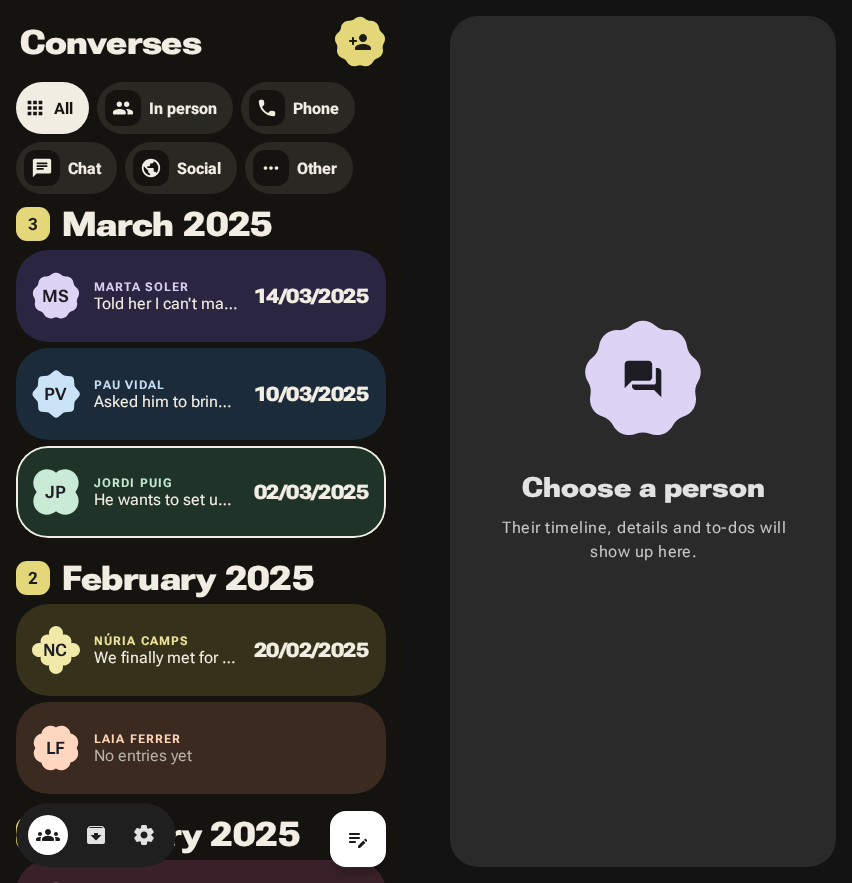 Converses
All
In person
Phone
Chat
Social
Other
3
March 2025
MS
MARTA SOLER
Told her I can't ma...
14/03/2025
PV
PAU VIDAL
Asked him to brin...
10/03/2025
JP
JORDI PUIG
He wants to set u...
02/03/2025
2
February 2025
NC
NÚRIA CAMPS
We finally met for ...
20/02/2025
LF
LAIA FERRER
No entries yet
ry 2025
Choose a person
Their timeline, details and to-dos will
show up here.